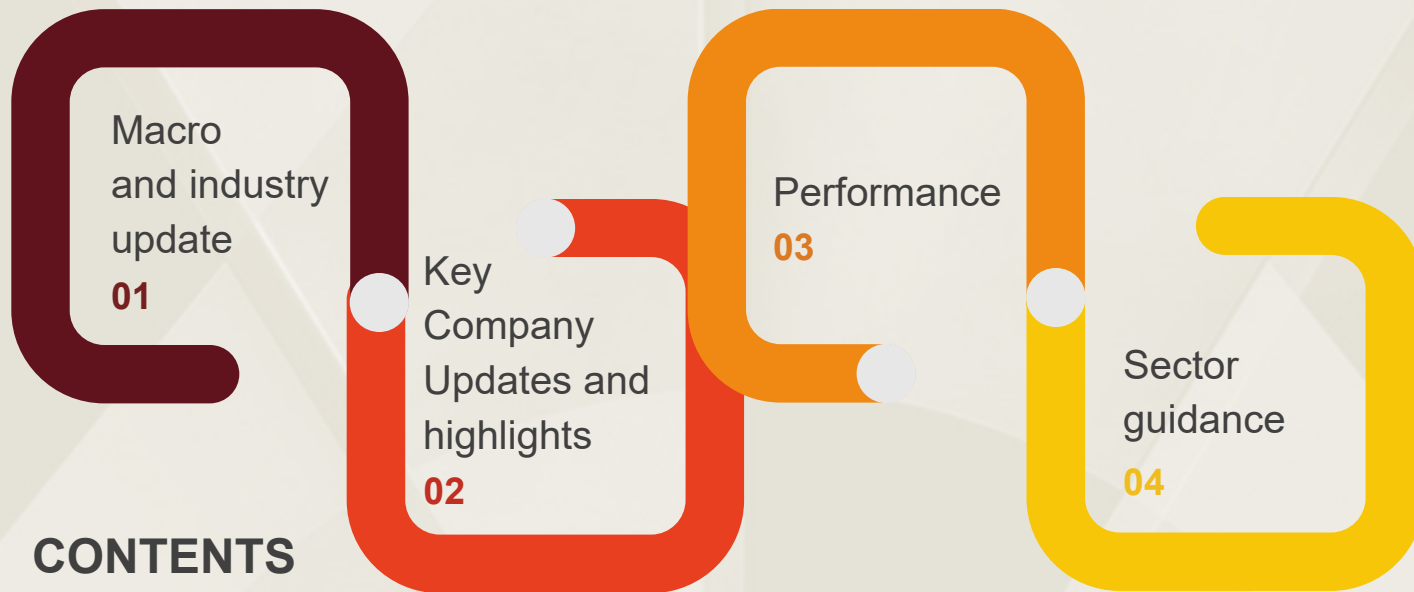 Macro
and industry
update
01
Key
Company
Updates and
highlights
02
Performance
03
Sector
guidance
04
CONTENTS